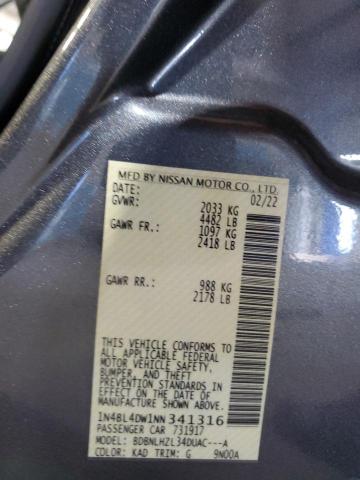 MFD BY NISSAN MOTOR CO., LTD.
DATE: 02/22
GVWR: 2033 KG
4482 LB
GAWR FR.: 1097 KG
2418 LB
GAWR RR.: 988 KG
2178 LB
THIS VEHICLE CONFORMS TO
ALL APPLICABLE FEDERAL
MOTOR VEHICLE SAFETY,
BUMPER, AND THEFT
PREVENTION STANDARDS IN
EFFECT ON THE DATE OF
MANUFACTURE SHOWN ABOVE.
1N4BL4DW1NN341316
PASSENGER CAR 731917
MODEL: BDBNLHZL34DUAC---A
COLOR: KAD TRIM: G 9N00A